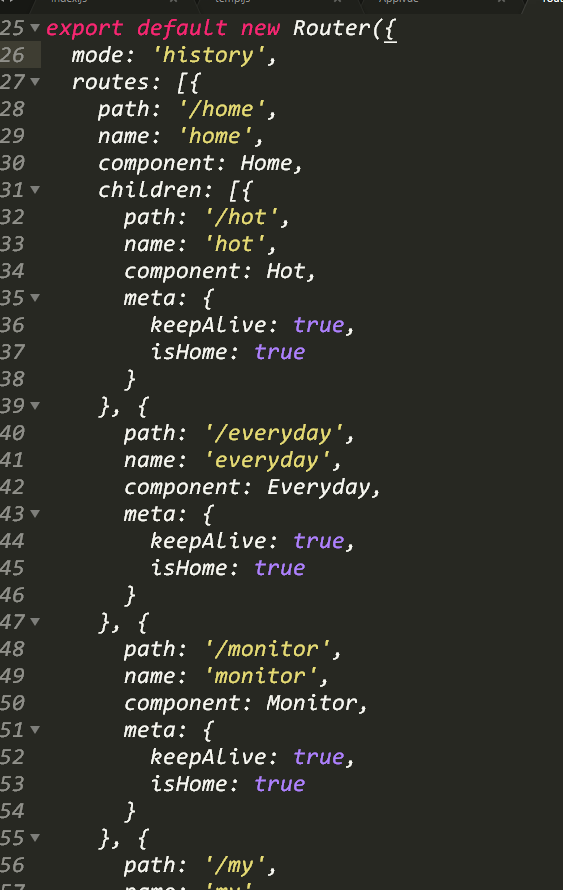 25 export default new Router({
26 mode: 'history',
27 routes: [{
28 path: '/home',
29 name: 'home',
30 component: Home,
31 children: [{
32 path: '/hot',
33 name: 'hot',
34 component: Hot,
35 meta: {
36 keepAlive: true,
37 isHome: true
38 }
39 }, {
40 path: '/everyday',
41 name: 'everyday',
42 component: Everyday,
43 meta: {
44 keepAlive: true,
45 isHome: true
46 }
47 }, {
48 path: '/monitor',
49 name: 'monitor',
50 component: Monitor,
51 meta: {
52 keepAlive: true,
53 isHome: true
54 }
55 }, {
56 path: '/my',
57 name: 'my'